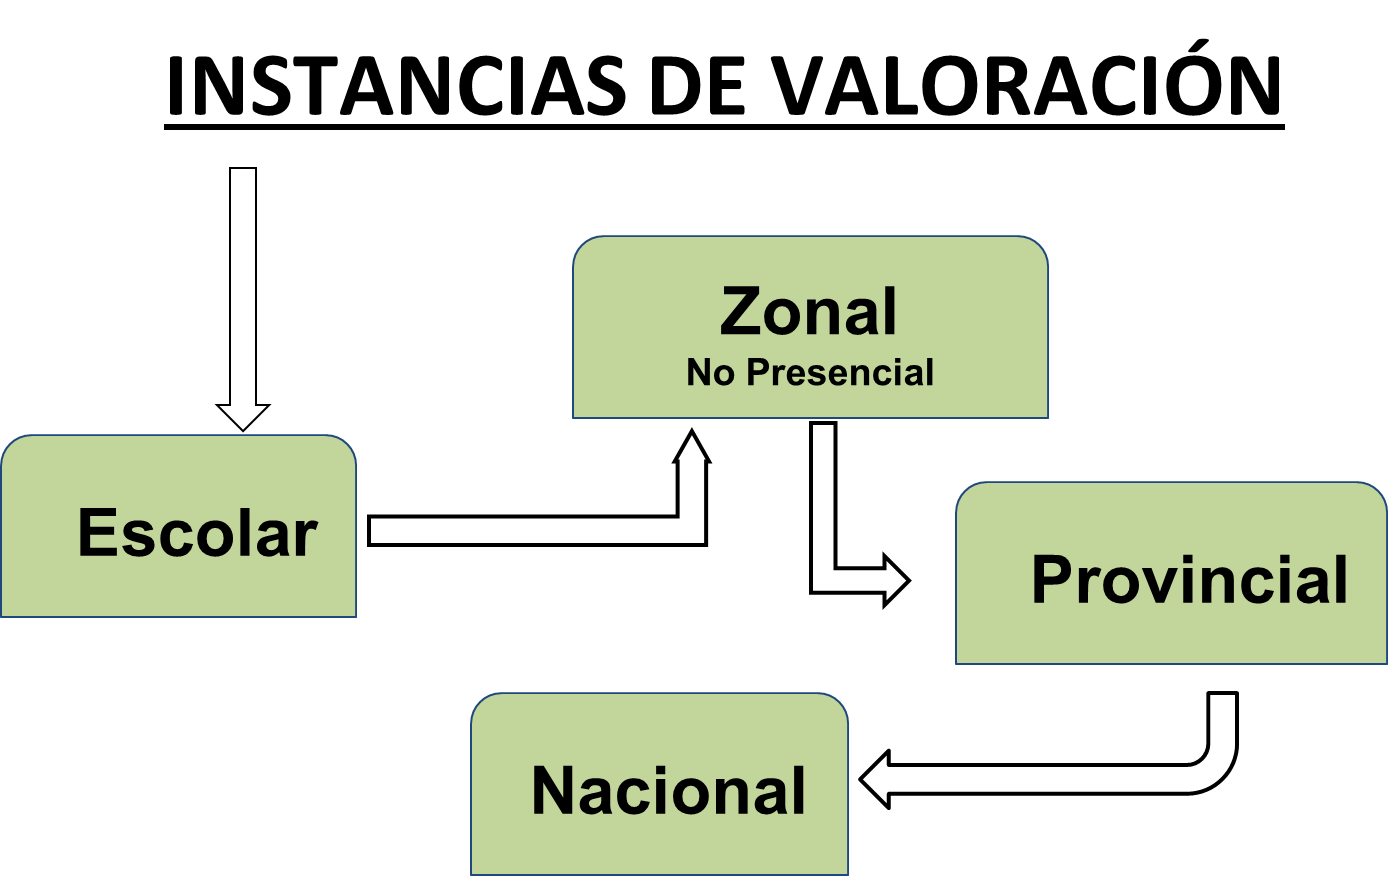 INSTANCIAS DE VALORACIÓN
Zonal
No Presencial
Escolar
Provincial
Nacional